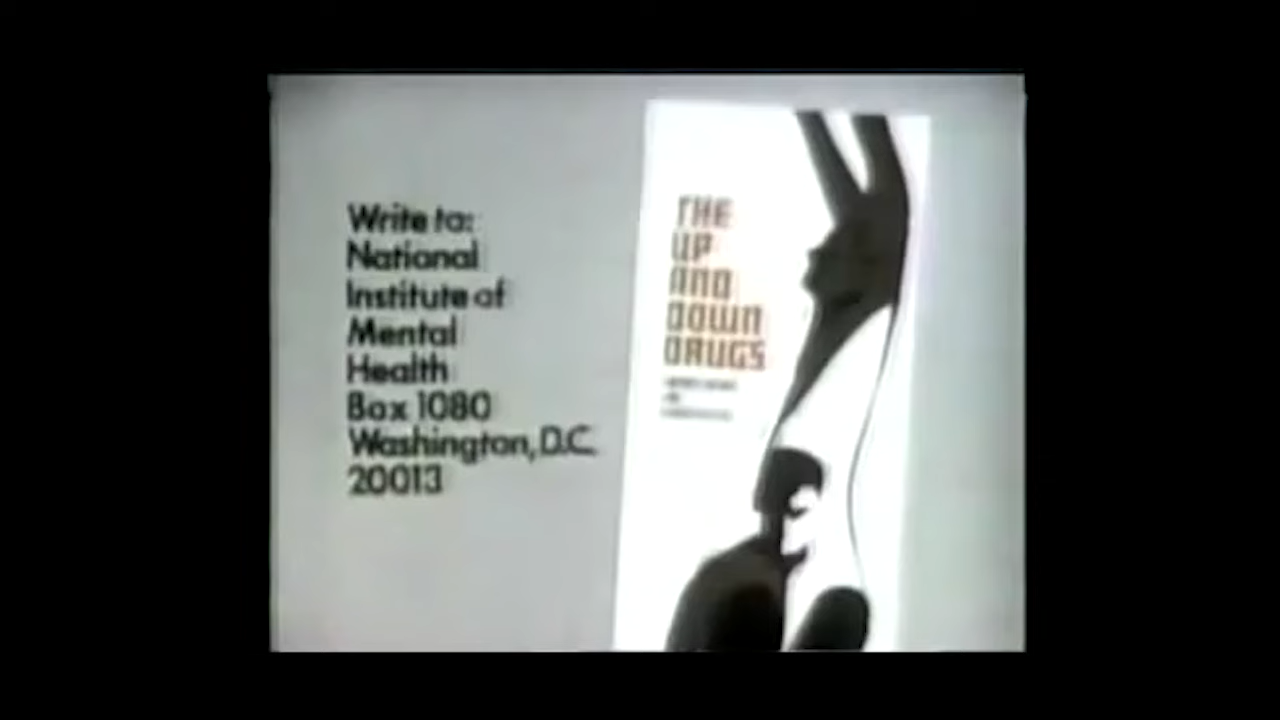 Write to:
National
Institute of
Mental
Health
Box 1080
Washington, D.C.
20013
THE
UP
AND
DOWN
DRUGS